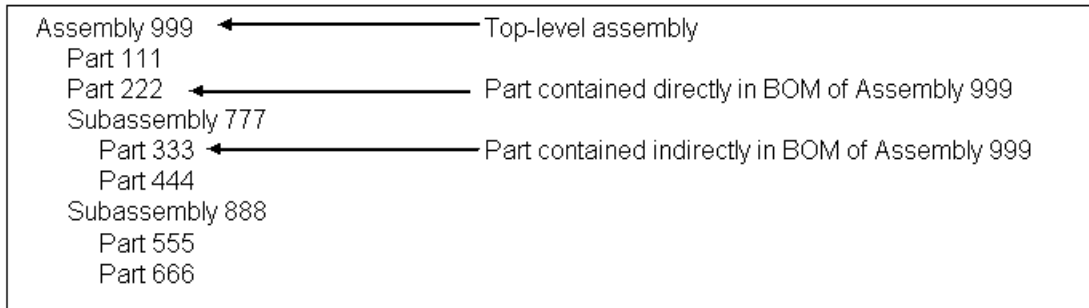 Assembly 999 Top-level assembly
Part 111
Part 222 Part contained directly in BOM of Assembly 999
Subassembly 777
Part 333 Part contained indirectly in BOM of Assembly 999
Part 444
Subassembly 888
Part 555
Part 666